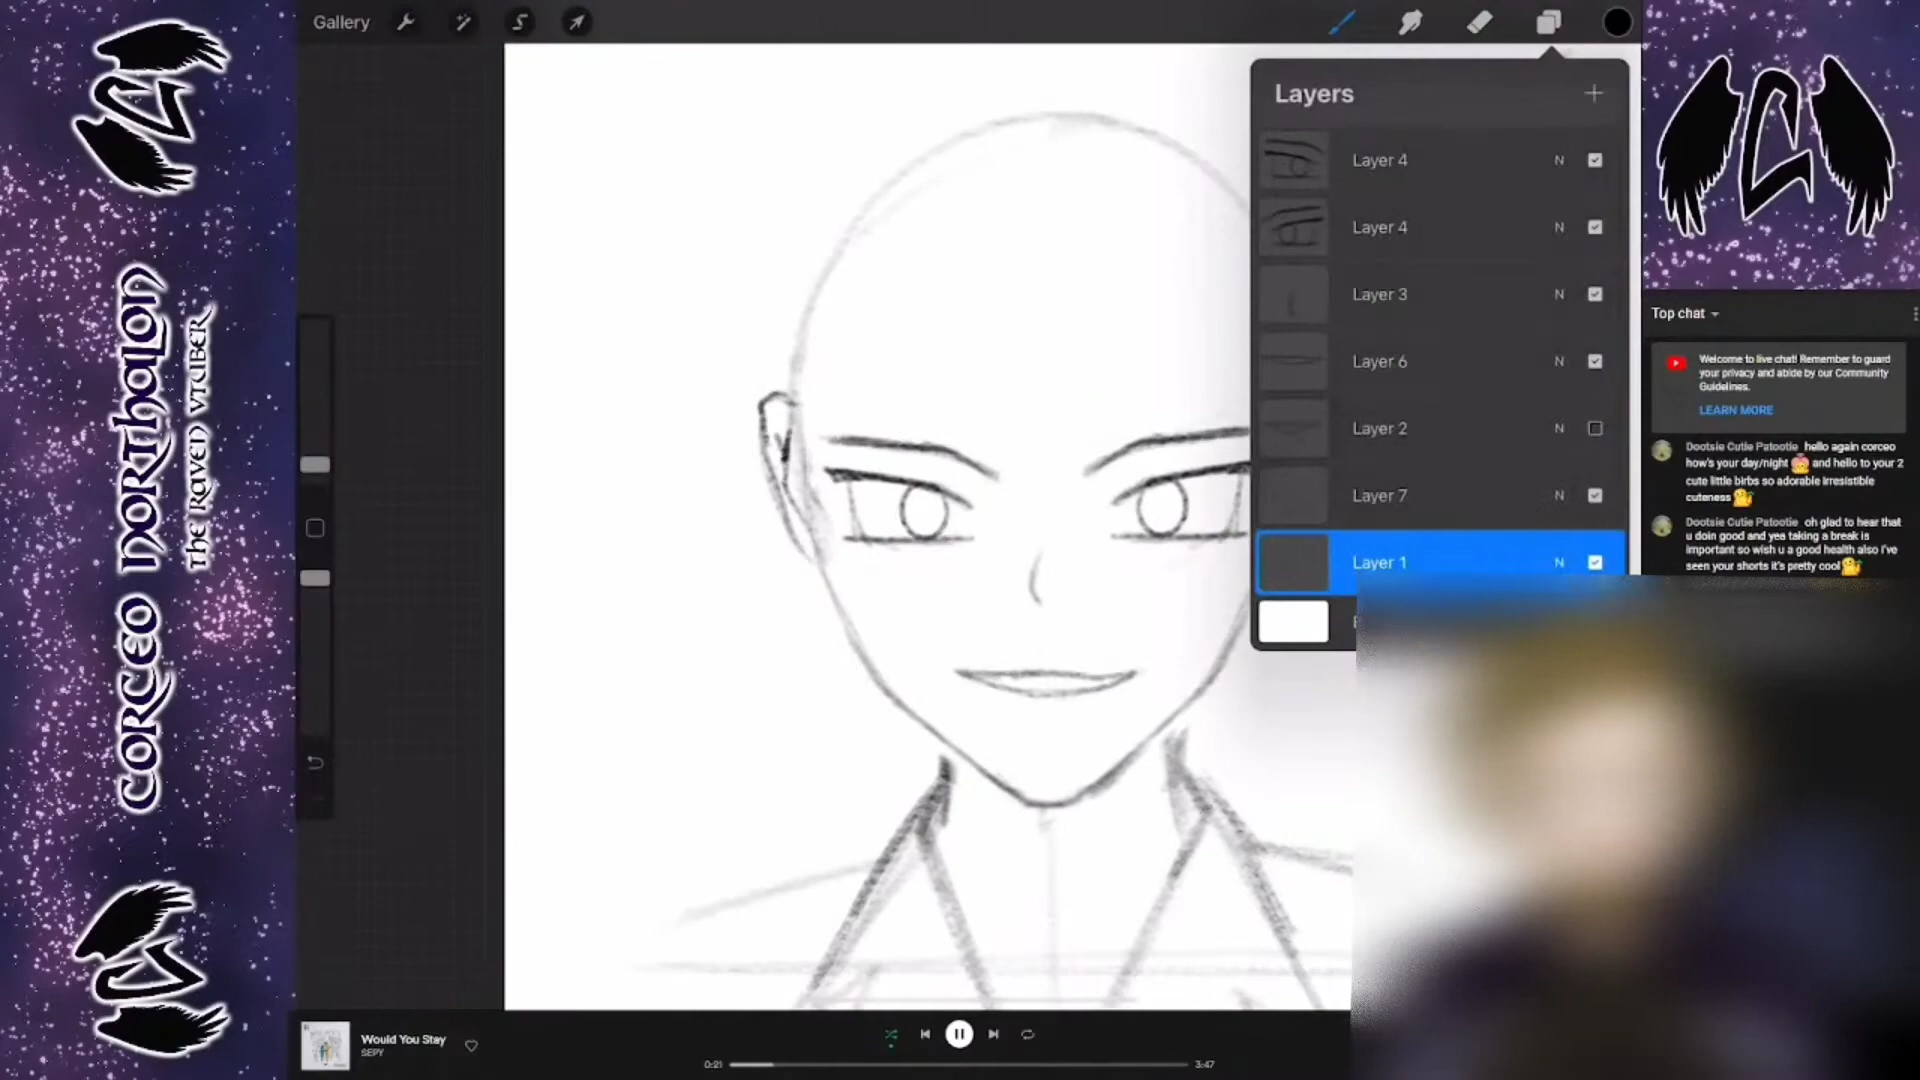 Gallery
CORCEO NORTHALON
THE RAVEN VTUBER
Layers
Layer 4 N
Layer 4 N
Layer 3 N
Layer 6 N
Layer 2 N
Layer 7 N
Layer 1 N
Top chat
Welcome to live chat! Remember to guard
your privacy and abide by our Community
Guidelines.
LEARN MORE
Dootsie Cutie Patootie hello again corceo
how's your day/night and hello to your 2
cute little birbs so adorable irresistible
cuteness
Dootsie Cutie Patootie oh glad to hear that
u doin good and yea taking a break is
important so wish u a good health also I've
seen your shorts it's pretty cool
Would You Stay
SEPY
0:21
3:47